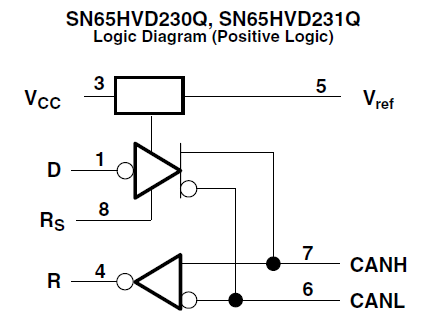 SN65HVD230Q, SN65HVD231Q
Logic Diagram (Positive Logic)
3
5
VCC
Vref
1
D
8
RS
7
CANH
4
R
6
CANL